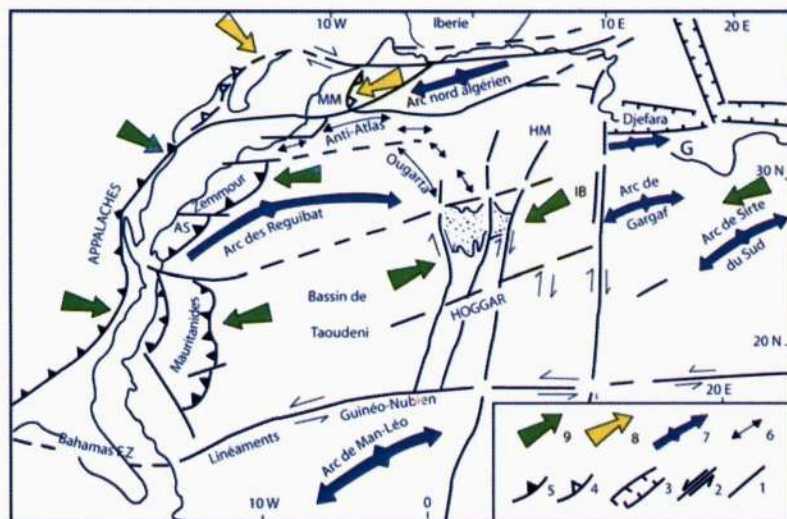 10 W
Iberie
10 E
20 E
MM
Arc nord algérien
Anti-Atlas
Djefara
HM
G
30 N
Ougarta
Zemmour
APPALACHES
AS
IB
Arc de
Gargaf
Arc de Sirte
du Sud
Arc des Reguibat
Bassin de
Taoudeni
HOGGAR
Mauritanides
20 N
20 E
Guinéo-Nubien
Linéaments
Bahamas FZ
Arc de Man-Léo
10 W
0
9
8
7
6
5
4
3
2
1